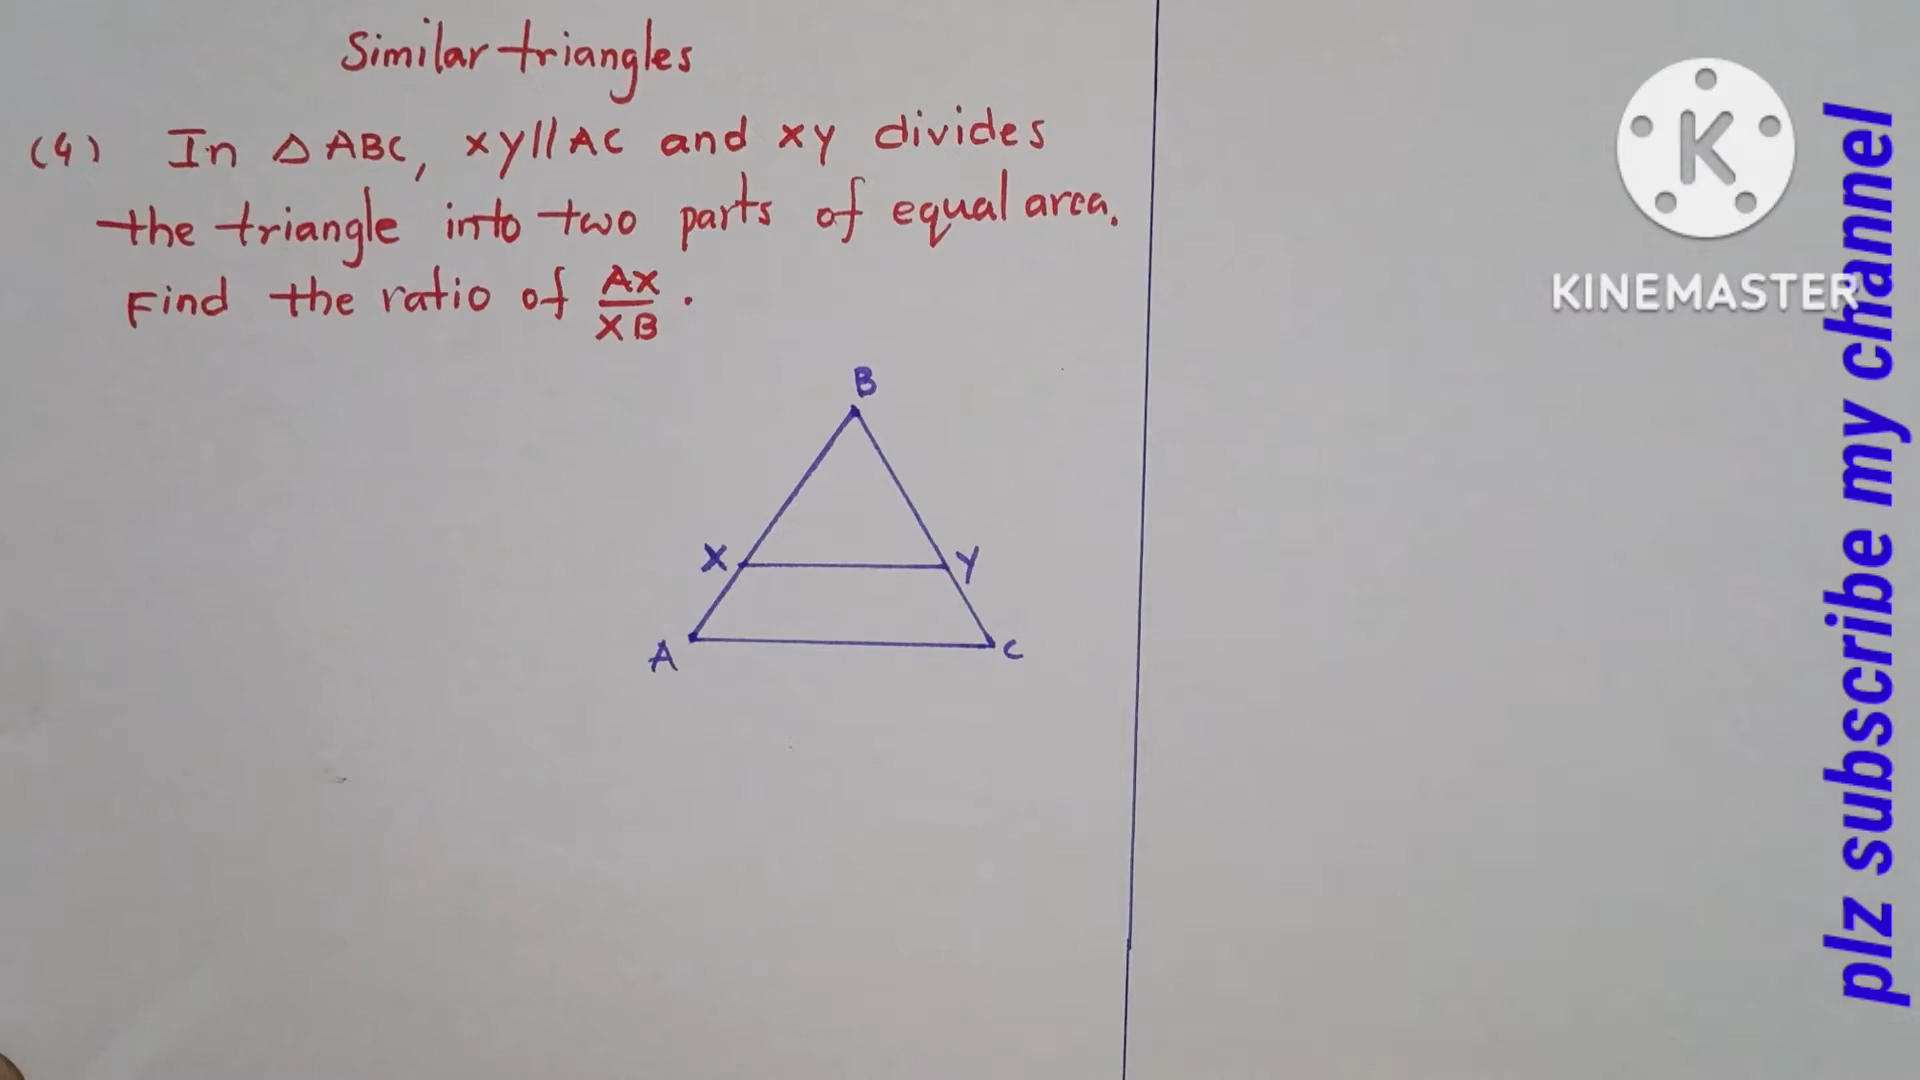 Similar triangles
(4) In △ ABC, xy||AC and xy divides
the triangle into two parts of equal area.
Find the ratio of AX/XB.
B
X
Y
A
C
K
KINEMASTER
plz subscribe my channel